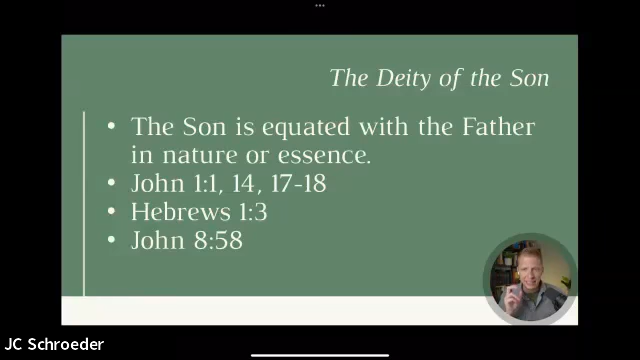 The Deity of the Son
• The Son is equated with the Father
in nature or essence.
• John 1:1, 14, 17-18
• Hebrews 1:3
• John 8:58
JC Schroeder